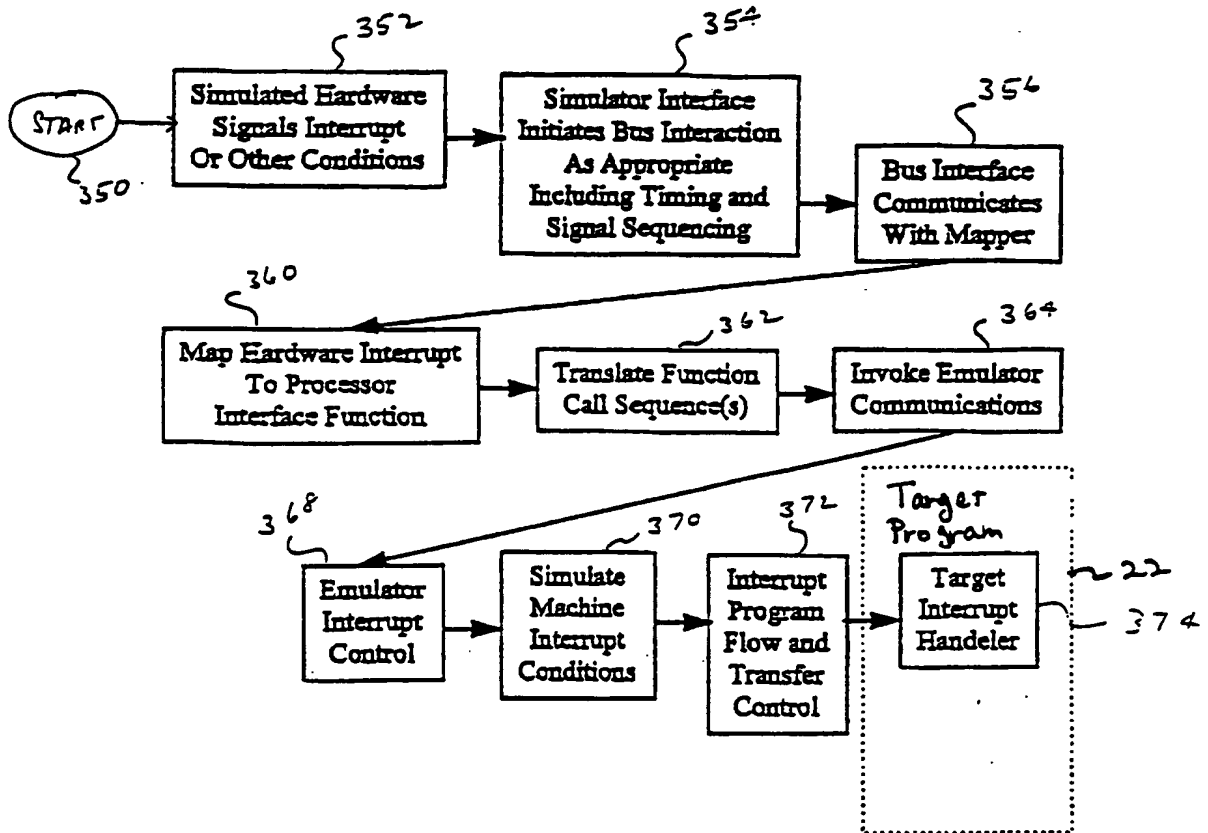 352
354
START
350
Simulated Hardware
Signals Interrupt
Or Other Conditions
Simulator Interface
Initiates Bus Interaction
As Appropriate
Including Timing and
Signal Sequencing
356
Bus Interface
Communicates
With Mapper
360
362
364
Map Hardware Interrupt
To Processor
Interface Function
Translate Function
Call Sequence(s)
Invoke Emulator
Communications
368
370
372
Target
Program
Emulator
Interrupt
Control
Simulate
Machine
Interrupt
Conditions
Interrupt
Program
Flow and
Transfer
Control
Target
Interrupt
Handeler
22
374